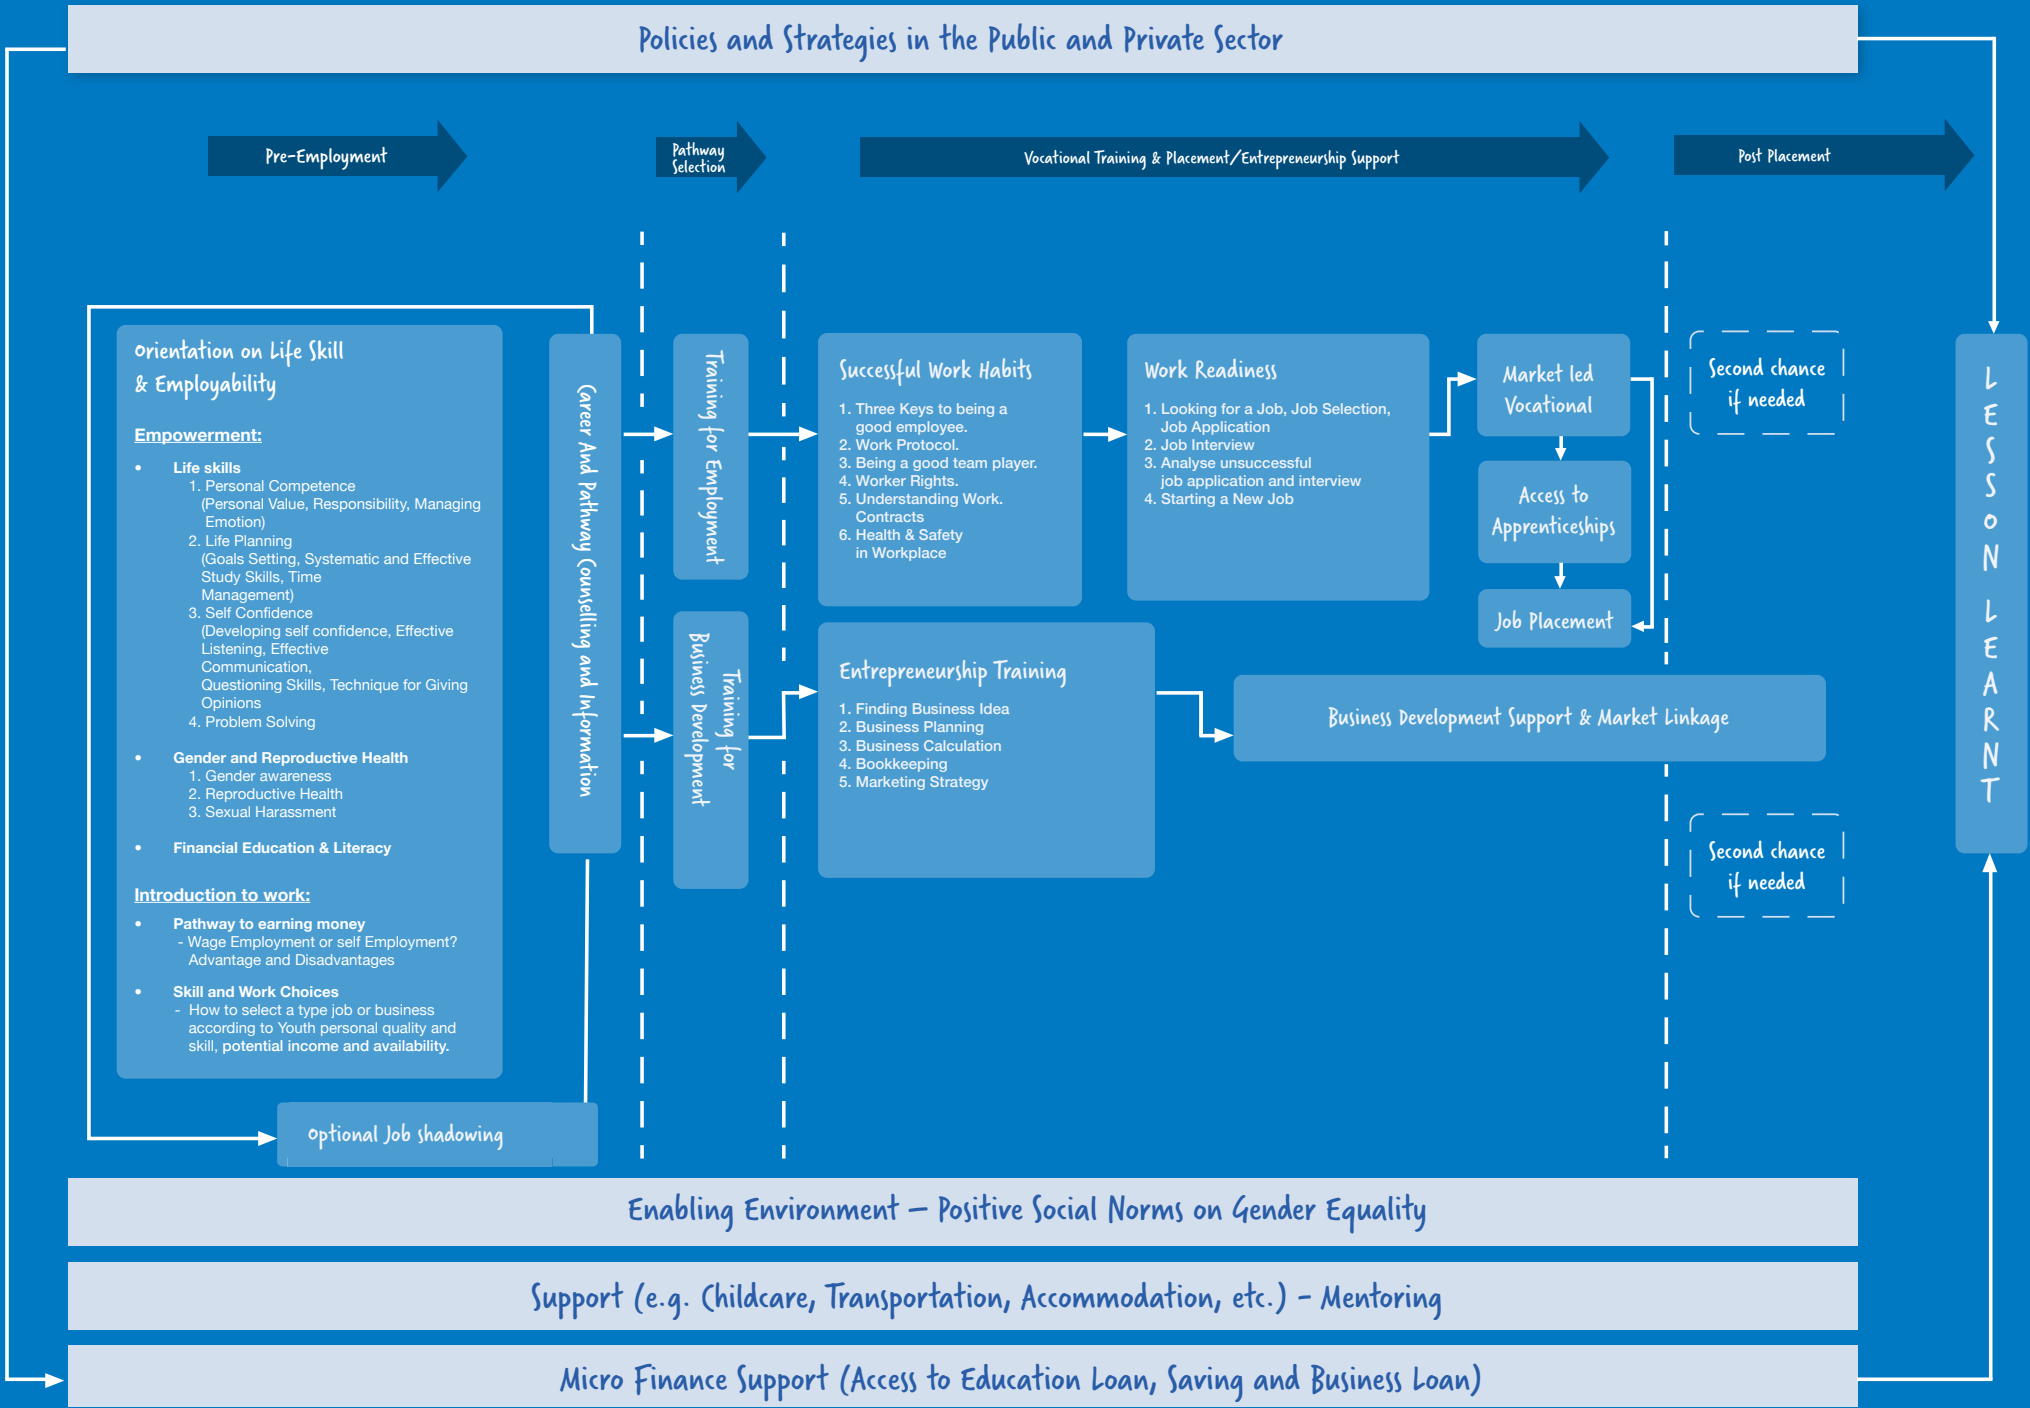 Policies and Strategies in the Public and Private Sector
Pre-Employment
Pathway
Selection
Vocational Training & Placement/Entrepreneurship Support
Post Placement
Orientation on Life Skill
& Employability
Empowerment:
• Life skills
1. Personal Competence
(Personal Value, Responsibility, Managing
Emotion)
2. Life Planning
(Goals Setting, Systematic and Effective
Study Skills, Time
Management)
3. Self Confidence
(Developing self confidence, Effective
Listening, Effective
Communication,
Questioning Skills, Technique for Giving
Opinions
4. Problem Solving
• Gender and Reproductive Health
1. Gender awareness
2. Reproductive Health
3. Sexual Harassment
• Financial Education & Literacy
Introduction to work:
• Pathway to earning money
- Wage Employment or self Employment?
Advantage and Disadvantages
• Skill and Work Choices
- How to select a type job or business
according to Youth personal quality and
skill, potential income and availability.
Optional Job shadowing
Career And Pathway Counselling and Information
Training for Employment
Training for
Business Development
Successful Work Habits
1. Three Keys to being a
good employee.
2. Work Protocol.
3. Being a good team player.
4. Worker Rights.
5. Understanding Work.
Contracts
6. Health & Safety
in Workplace
Work Readiness
1. Looking for a Job, Job Selection,
Job Application
2. Job Interview
3. Analyse unsuccessful
job application and interview
4. Starting a New Job
Market led
Vocational
Access to
Apprenticeships
Job Placement
Entrepreneurship Training
1. Finding Business Idea
2. Business Planning
3. Business Calculation
4. Bookkeeping
5. Marketing Strategy
Business Development Support & Market Linkage
Second chance
if needed
Second chance
if needed
LESSON LEARNT
Enabling Environment – Positive Social Norms on Gender Equality
Support (e.g. Childcare, Transportation, Accommodation, etc.) - Mentoring
Micro Finance Support (Access to Education Loan, Saving and Business Loan)